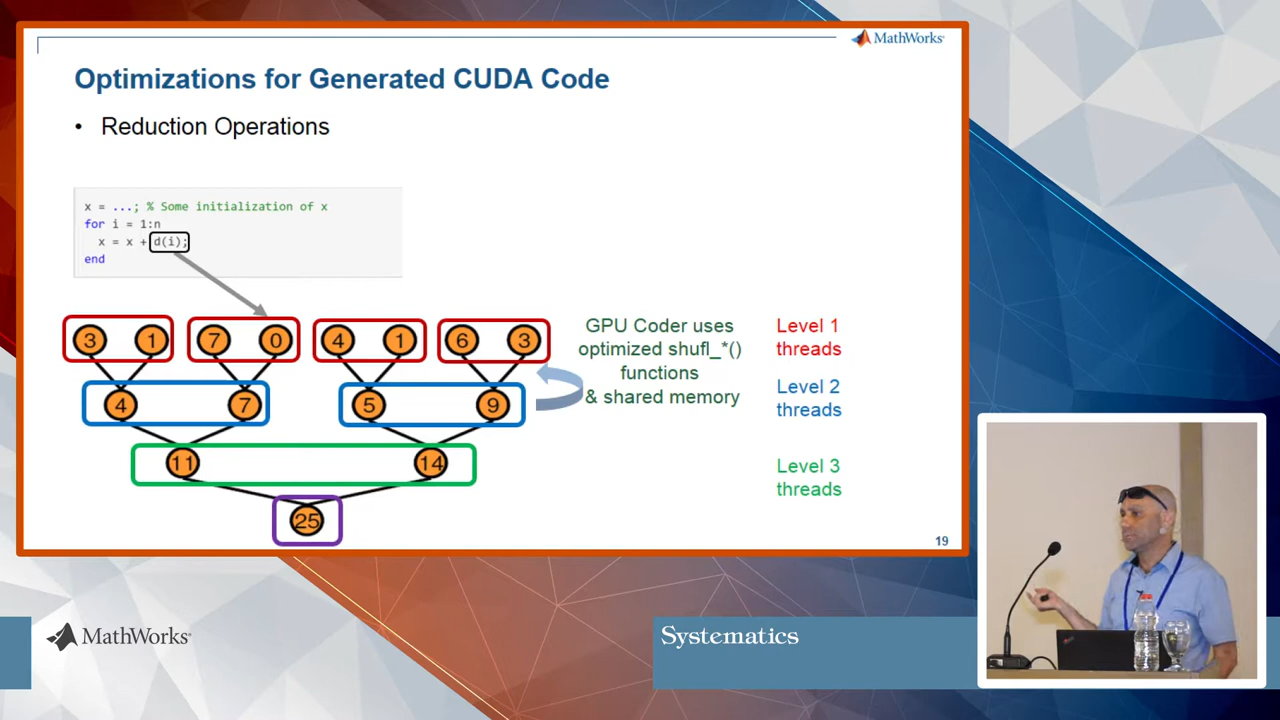 MathWorks®
Optimizations for Generated CUDA Code
• Reduction Operations
x = ...; % Some initialization of x
for i = 1:n
x = x + d(i);
end
3 1 7 0 4 1 6 3
4 7 5 9
11 14
25
GPU Coder uses
optimized shufl_*()
functions
& shared memory
Level 1
threads
Level 2
threads
Level 3
threads
19
MathWorks®
Systematics